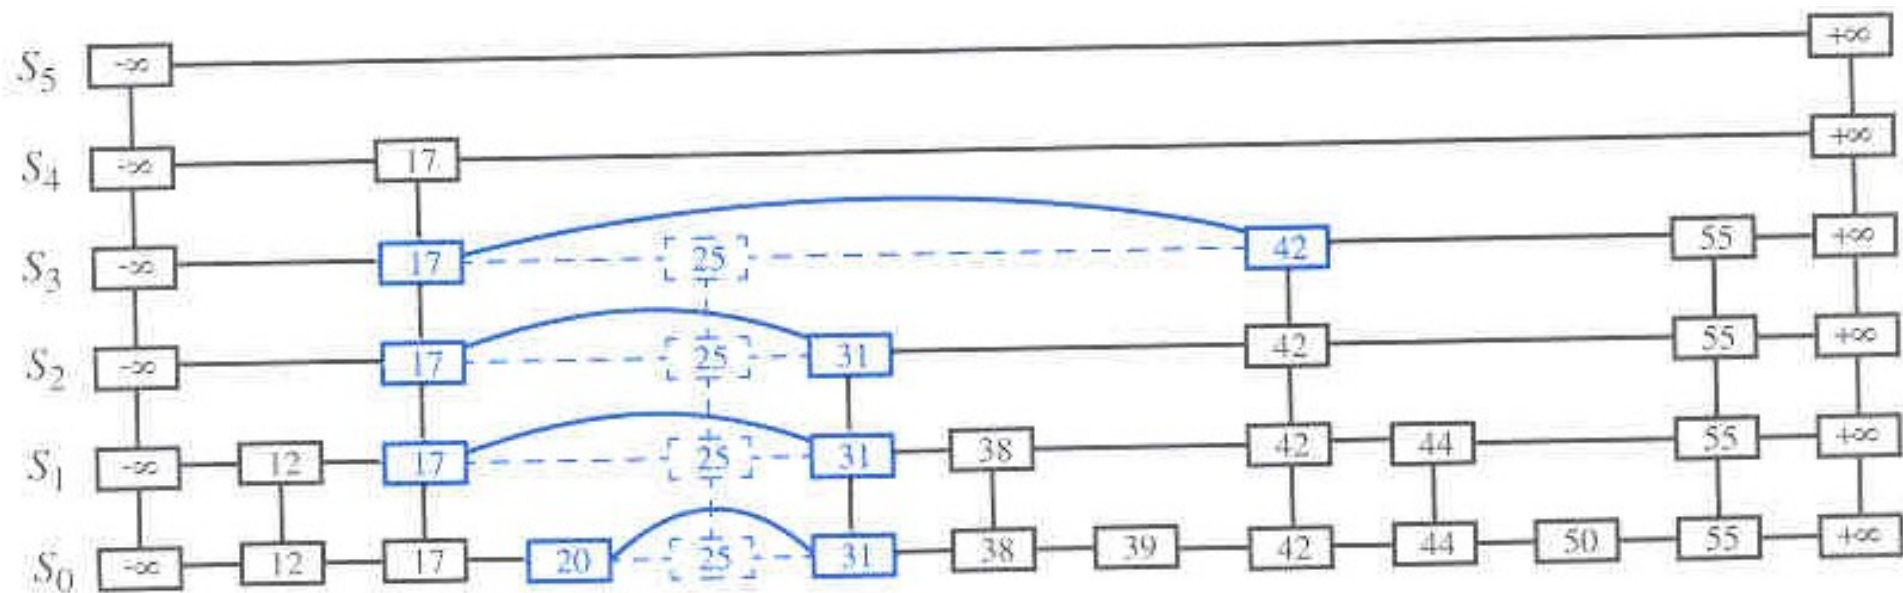 S5 -∞ +∞
S4 -∞ 17 +∞
S3 -∞ 17 25 42 55 +∞
S2 -∞ 17 25 31 42 55 +∞
S1 -∞ 12 17 25 31 38 42 44 55 +∞
S0 -∞ 12 17 20 25 31 38 39 42 44 50 55 +∞